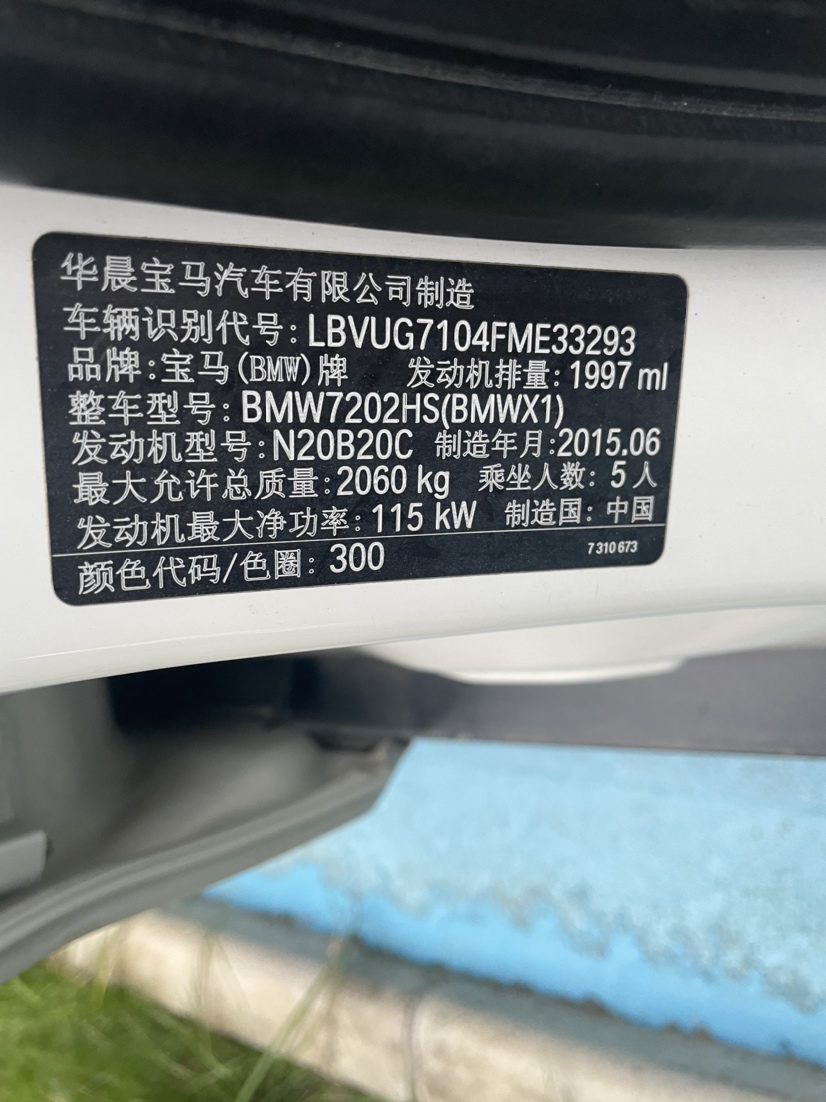 华晨宝马汽车有限公司制造
车辆识别代号: LBVUG7104FME33293
品牌:宝马(BMW)牌 发动机排量: 1997 ml
整车型号: BMW7202HS(BMWX1)
发动机型号: N20B20C 制造年月:2015.06
最大允许总质量:2060 kg 乘坐人数: 5 人
发动机最大净功率: 115 kW 制造国: 中国
颜色代码/色圈: 300 7 310 673